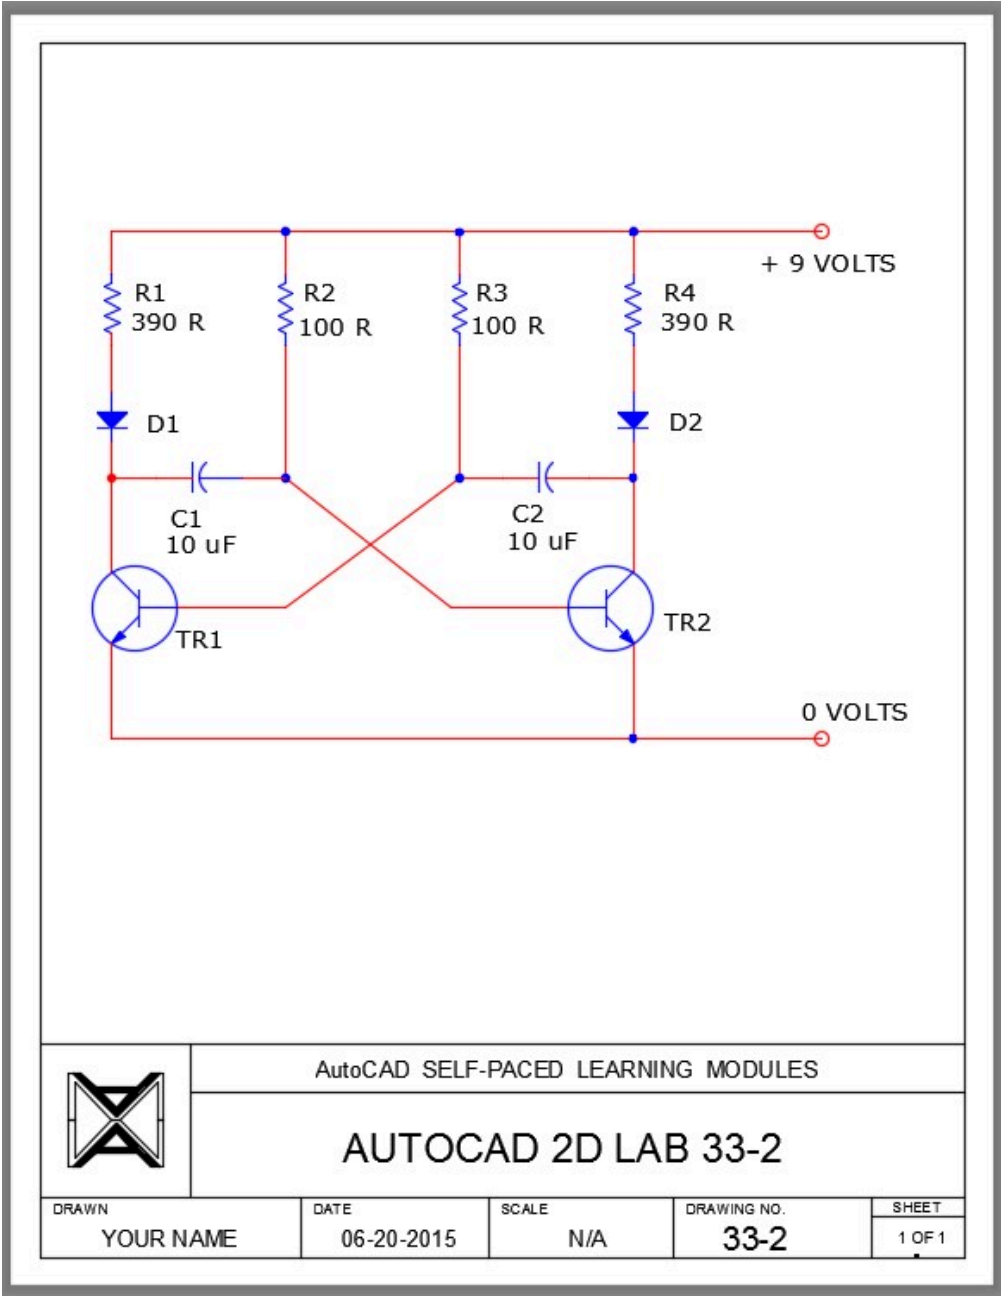 + 9 VOLTS
R1
390 R
R2
100 R
R3
100 R
R4
390 R
D1
D2
C1
10 uF
C2
10 uF
TR1
TR2
0 VOLTS
AutoCAD SELF-PACED LEARNING MODULES
AUTOCAD 2D LAB 33-2
DRAWN
YOUR NAME
DATE
06-20-2015
SCALE
N/A
DRAWING NO.
33-2
SHEET
1 OF 1